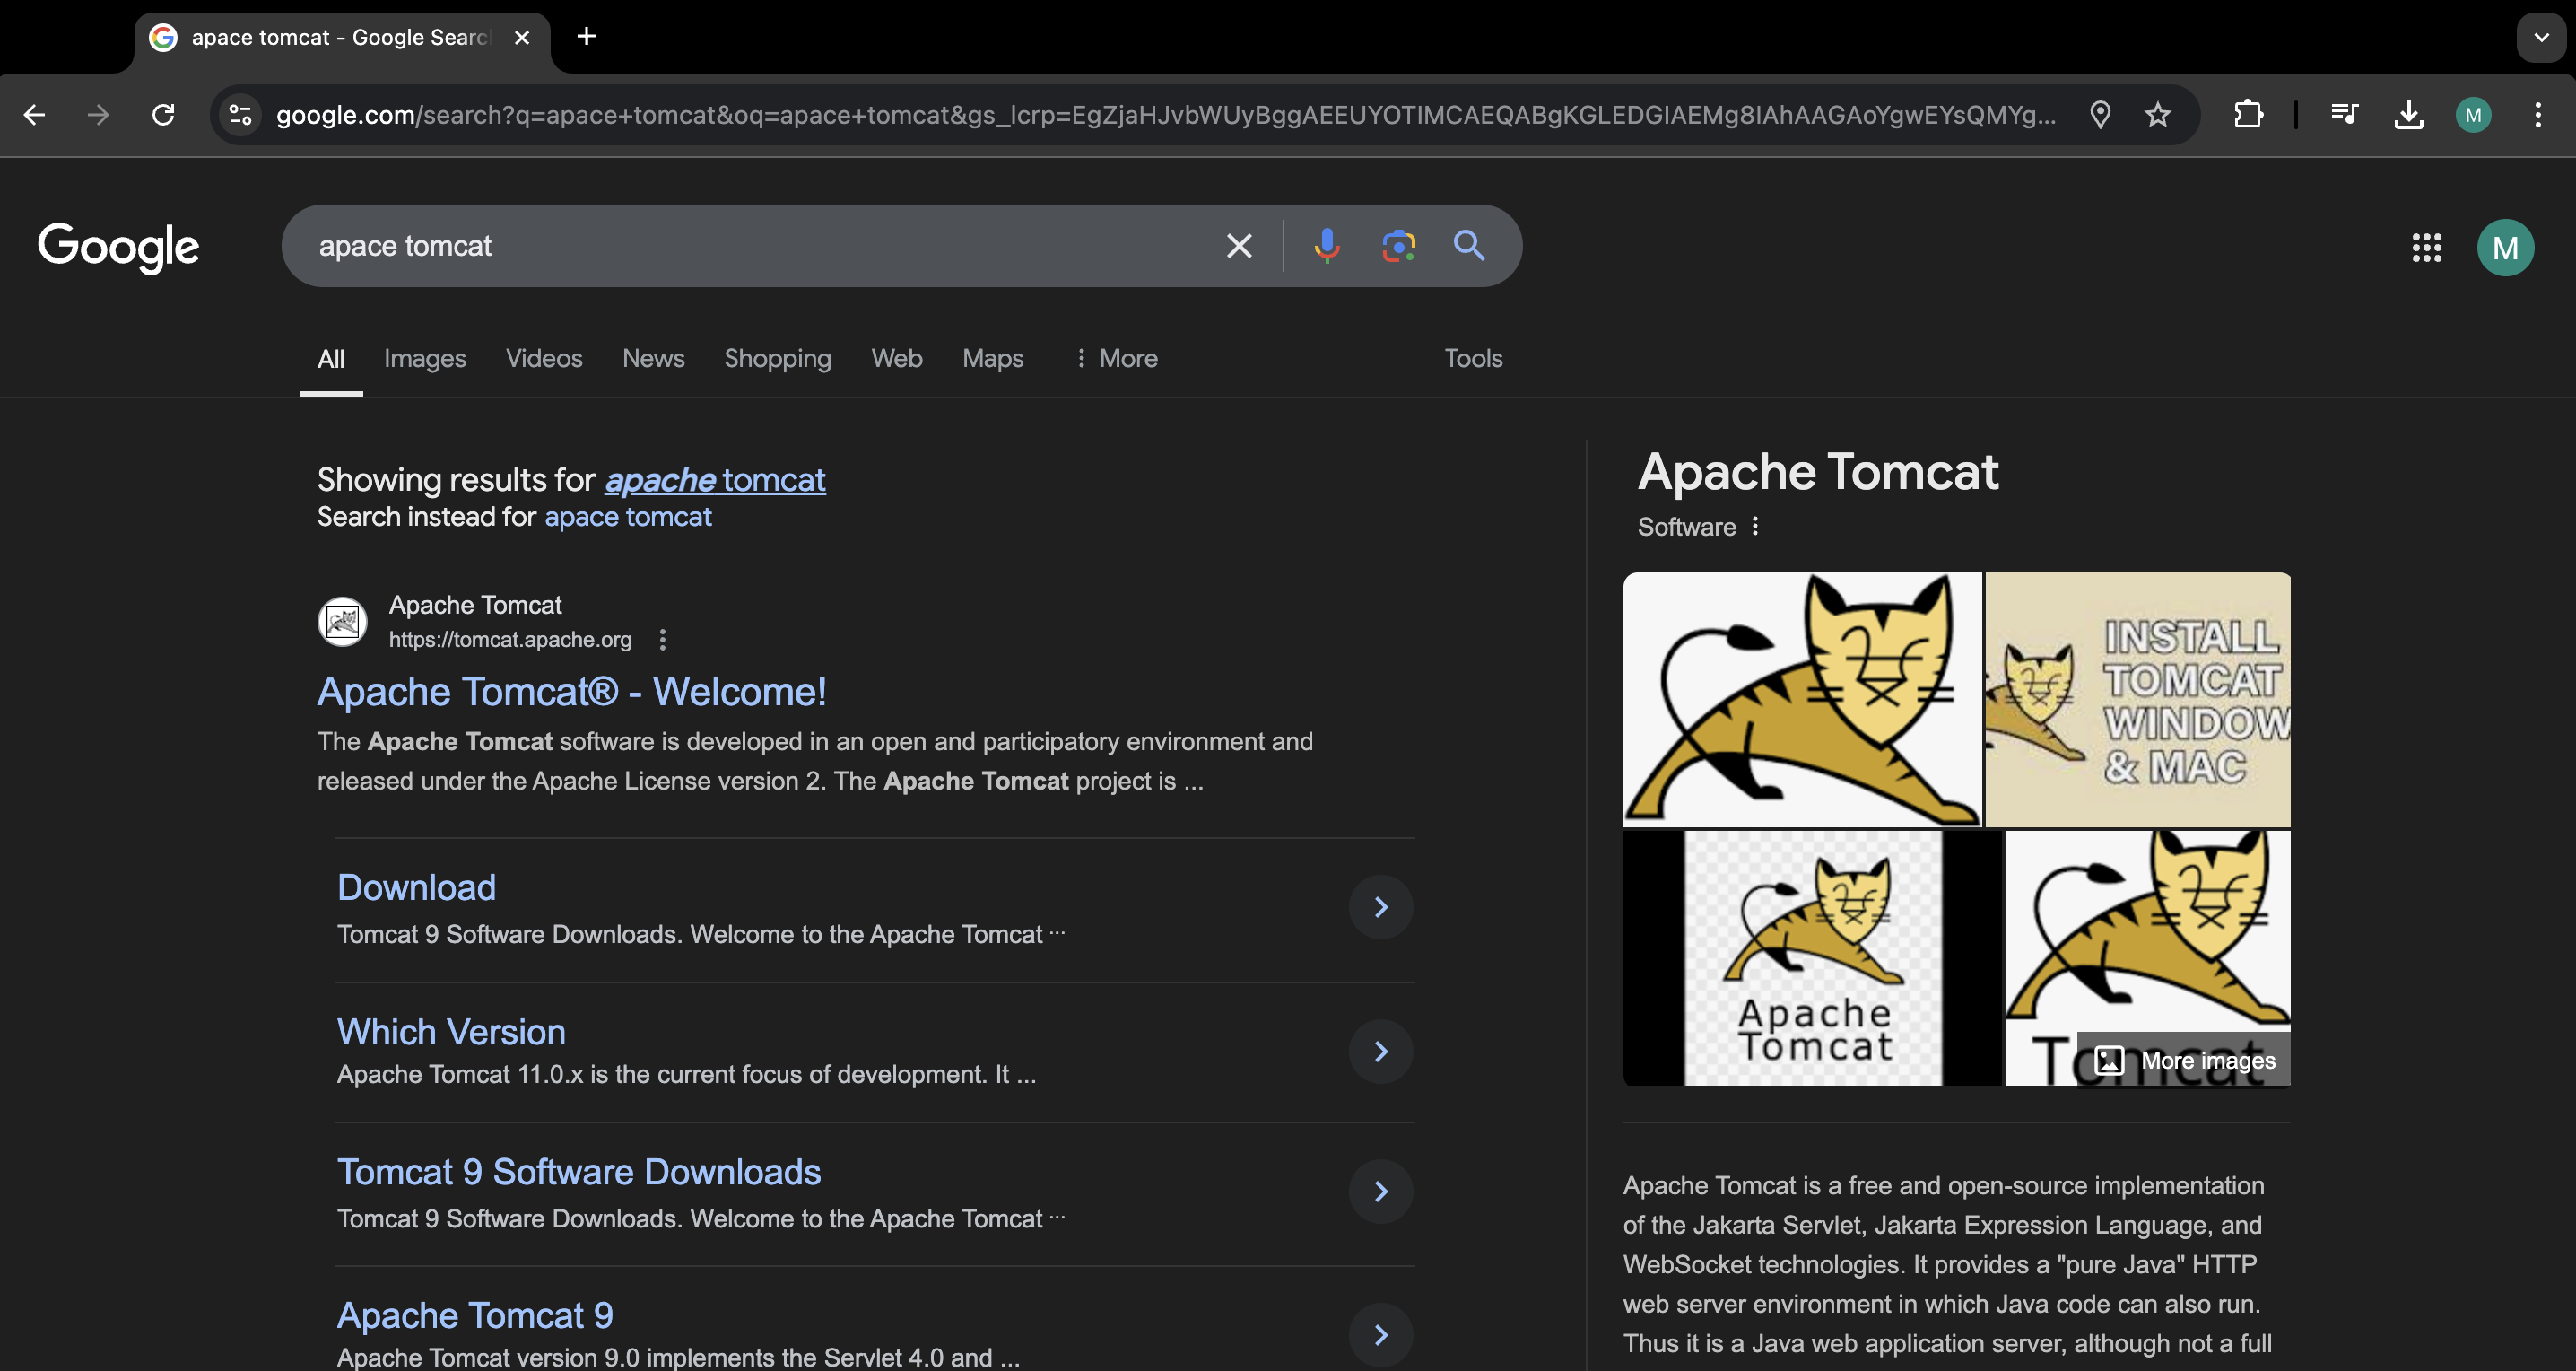 apace tomcat - Google Searc
google.com/search?q=apace+tomcat&oq=apace+tomcat&gs_lcrp=EgZjaHJvbWUyBggAEEUYOTIMCAEQABgKGLEDGIAEMg8IAhAAGAoYgwEYsQMYg...
M
Google
apace tomcat
M
All
Images
Videos
News
Shopping
Web
Maps
More
Tools
Showing results for apache tomcat
Search instead for apace tomcat
Apache Tomcat
https://tomcat.apache.org
Apache Tomcat® - Welcome!
The Apache Tomcat software is developed in an open and participatory environment and
released under the Apache License version 2. The Apache Tomcat project is ...
Download
Tomcat 9 Software Downloads. Welcome to the Apache Tomcat ...
Which Version
Apache Tomcat 11.0.x is the current focus of development. It ...
Tomcat 9 Software Downloads
Tomcat 9 Software Downloads. Welcome to the Apache Tomcat ...
Apache Tomcat 9
Apache Tomcat version 9.0 implements the Servlet 4.0 and ...
Apache Tomcat
Software
INSTALL
TOMCAT
WINDOW
& MAC
Apache
Tomcat
Tomcat
More images
Apache Tomcat is a free and open-source implementation
of the Jakarta Servlet, Jakarta Expression Language, and
WebSocket technologies. It provides a "pure Java" HTTP
web server environment in which Java code can also run.
Thus it is a Java web application server, although not a full